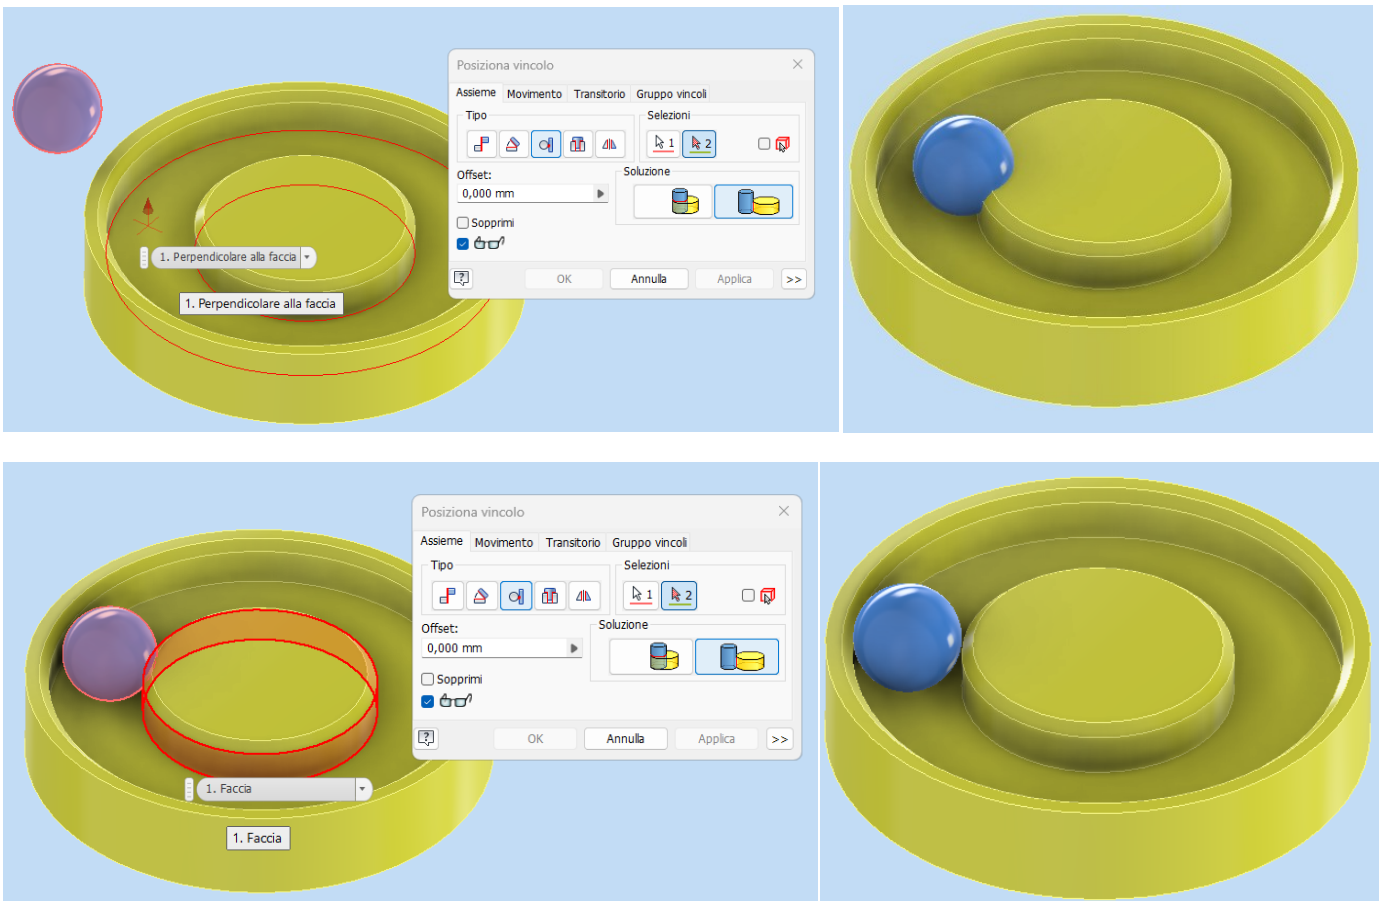 Posiziona vincolo
Assieme Movimento Transitorio Gruppo vincoli
Tipo Selezioni
1 2
Offset: Soluzione
0,000 mm
Sopprimi
OK Annulla Applica >>
1. Perpendicolare alla faccia
1. Perpendicolare alla faccia
Posiziona vincolo
Assieme Movimento Transitorio Gruppo vincoli
Tipo Selezioni
1 2
Offset: Soluzione
0,000 mm
Sopprimi
? OK Annulla Applica >>
1. Faccia
1. Faccia